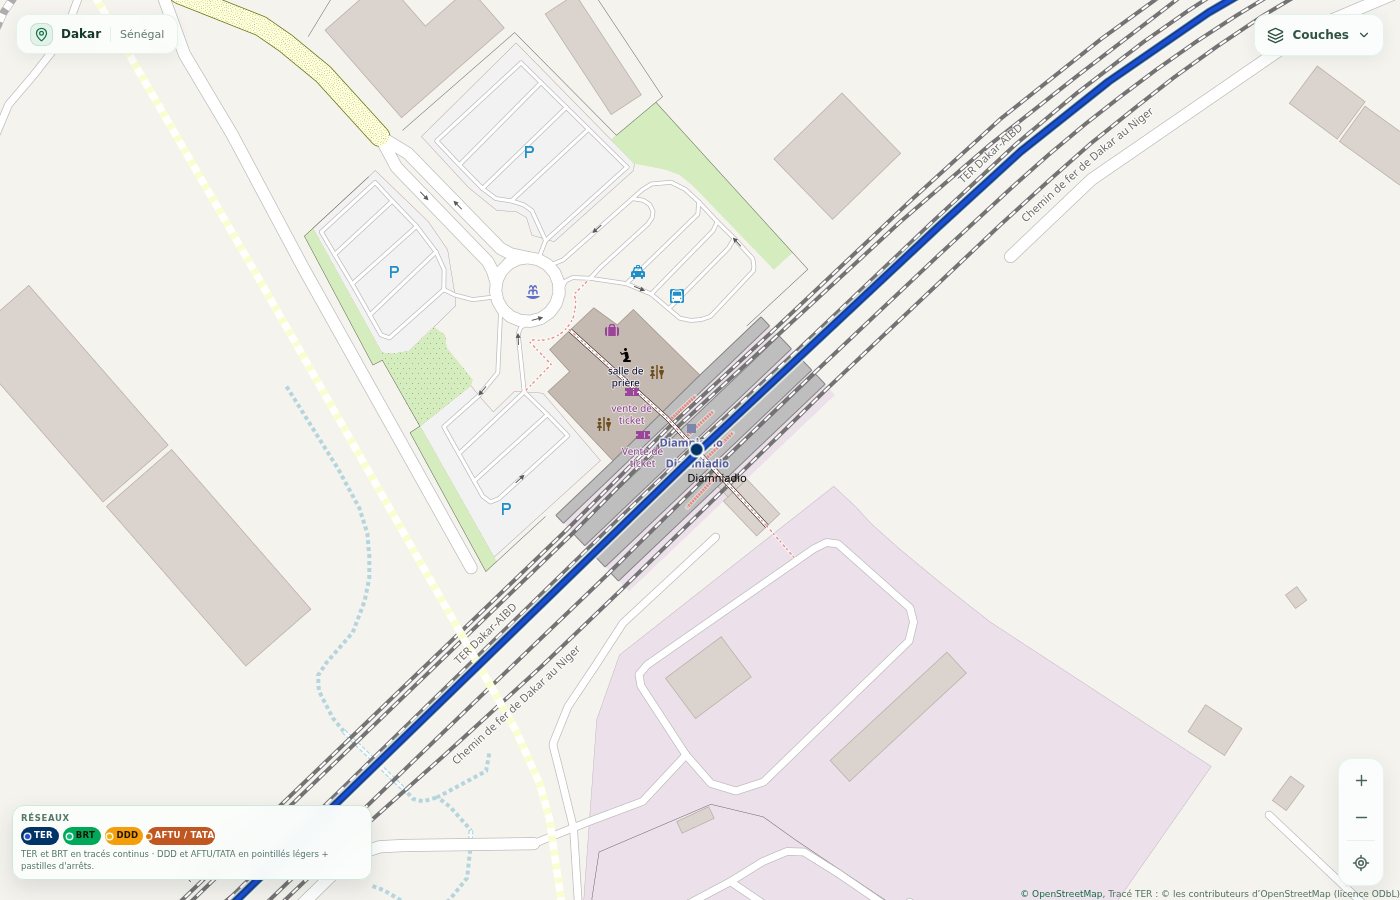 Dakar
Sénégal
Couches
TER Dakar-AIBD
Chemin de fer de Dakar au Niger
P
P
salle de
prière
vente de
ticket
Vente de
ticket
Diamniadio
Diamniadio
Diamniadio
P
TER Dakar-AIBD
Chemin de fer de Dakar au Niger
RÉSEAUX
TER
BRT
DDD
AFTU / TATA
TER et BRT en tracés continus · DDD et AFTU/TATA en pointillés légers +
pastilles d'arrêts.
+
−
© OpenStreetMap, Tracé TER : © les contributeurs d'OpenStreetMap (licence ODbL)